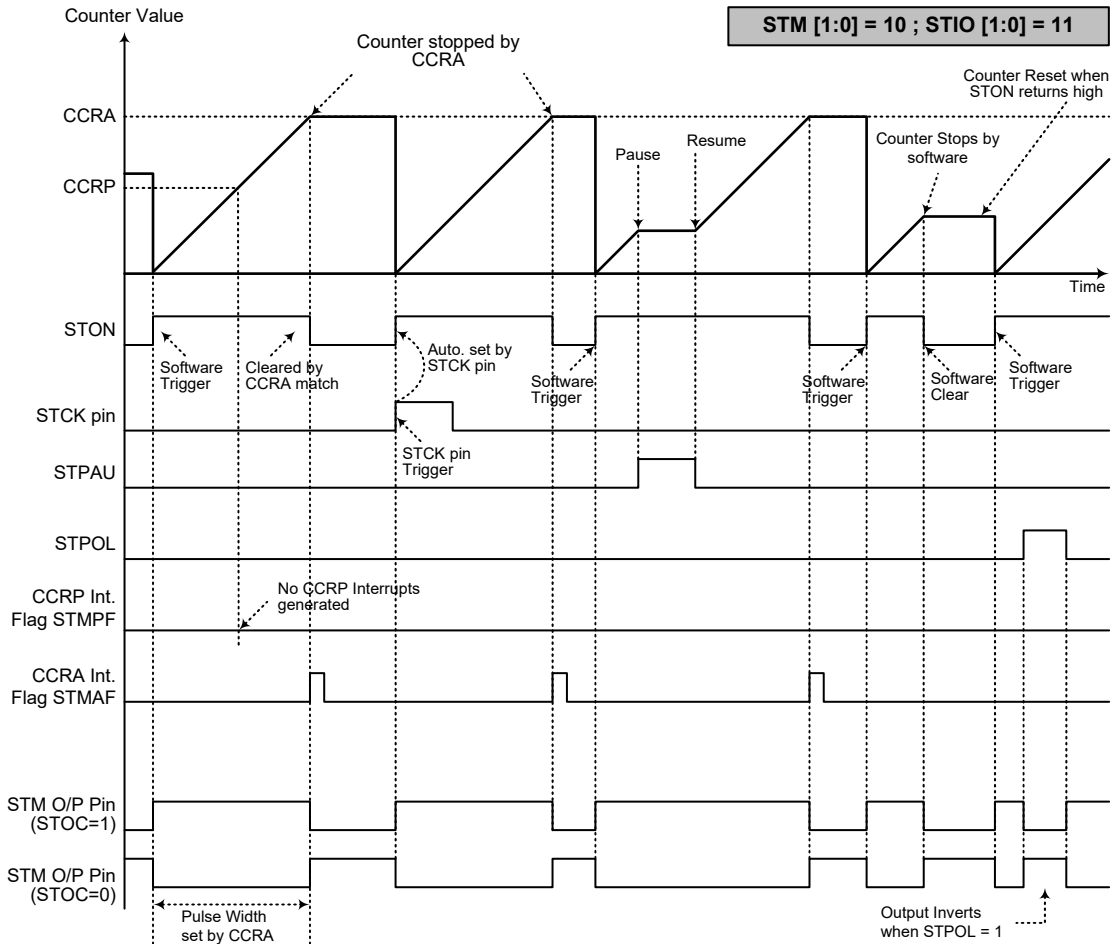 Counter Value
STM [1:0] = 10 ; STIO [1:0] = 11
Counter stopped by
CCRA
Counter Reset when
STON returns high
CCRA
Pause
Resume
Counter Stops by
software
CCRP
Time
STON
Software
Trigger
Cleared by
CCRA match
Auto. set by
STCK pin
Software
Trigger
Software
Trigger
Software
Clear
Software
Trigger
STCK pin
STCK pin
Trigger
STPAU
STPOL
No CCRP Interrupts
generated
CCRP Int.
Flag STMPF
CCRA Int.
Flag STMAF
STM O/P Pin
(STOC=1)
STM O/P Pin
(STOC=0)
Pulse Width
set by CCRA
Output Inverts
when STPOL = 1